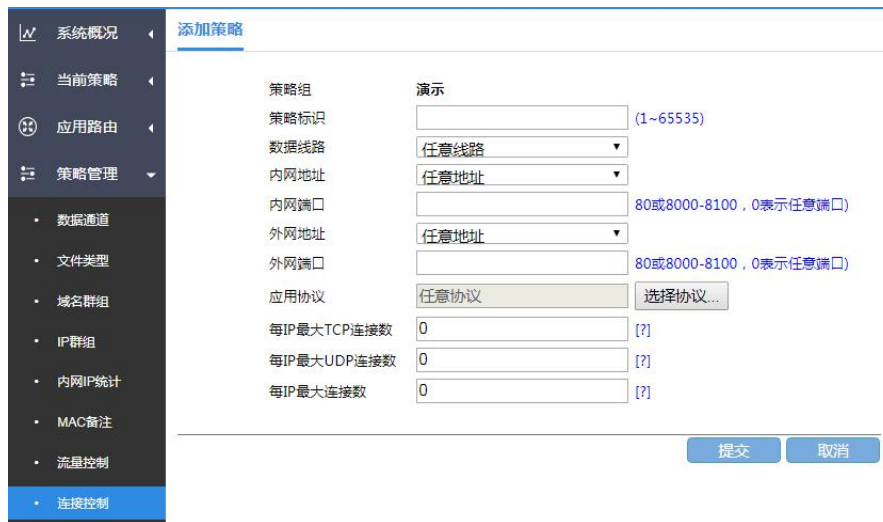 系统概况
当前策略
应用路由
策略管理
数据通道
文件类型
域名群组
IP群组
内网IP统计
MAC备注
流量控制
连接控制
添加策略
策略组 演示
策略标识 (1~65535)
数据线路 任意线路
内网地址 任意地址
内网端口 80或8000-8100，0表示任意端口)
外网地址 任意地址
外网端口 80或8000-8100，0表示任意端口)
应用协议 任意协议 选择协议...
每IP最大TCP连接数 0 [?]
每IP最大UDP连接数 0 [?]
每IP最大连接数 0 [?]
提交 取消